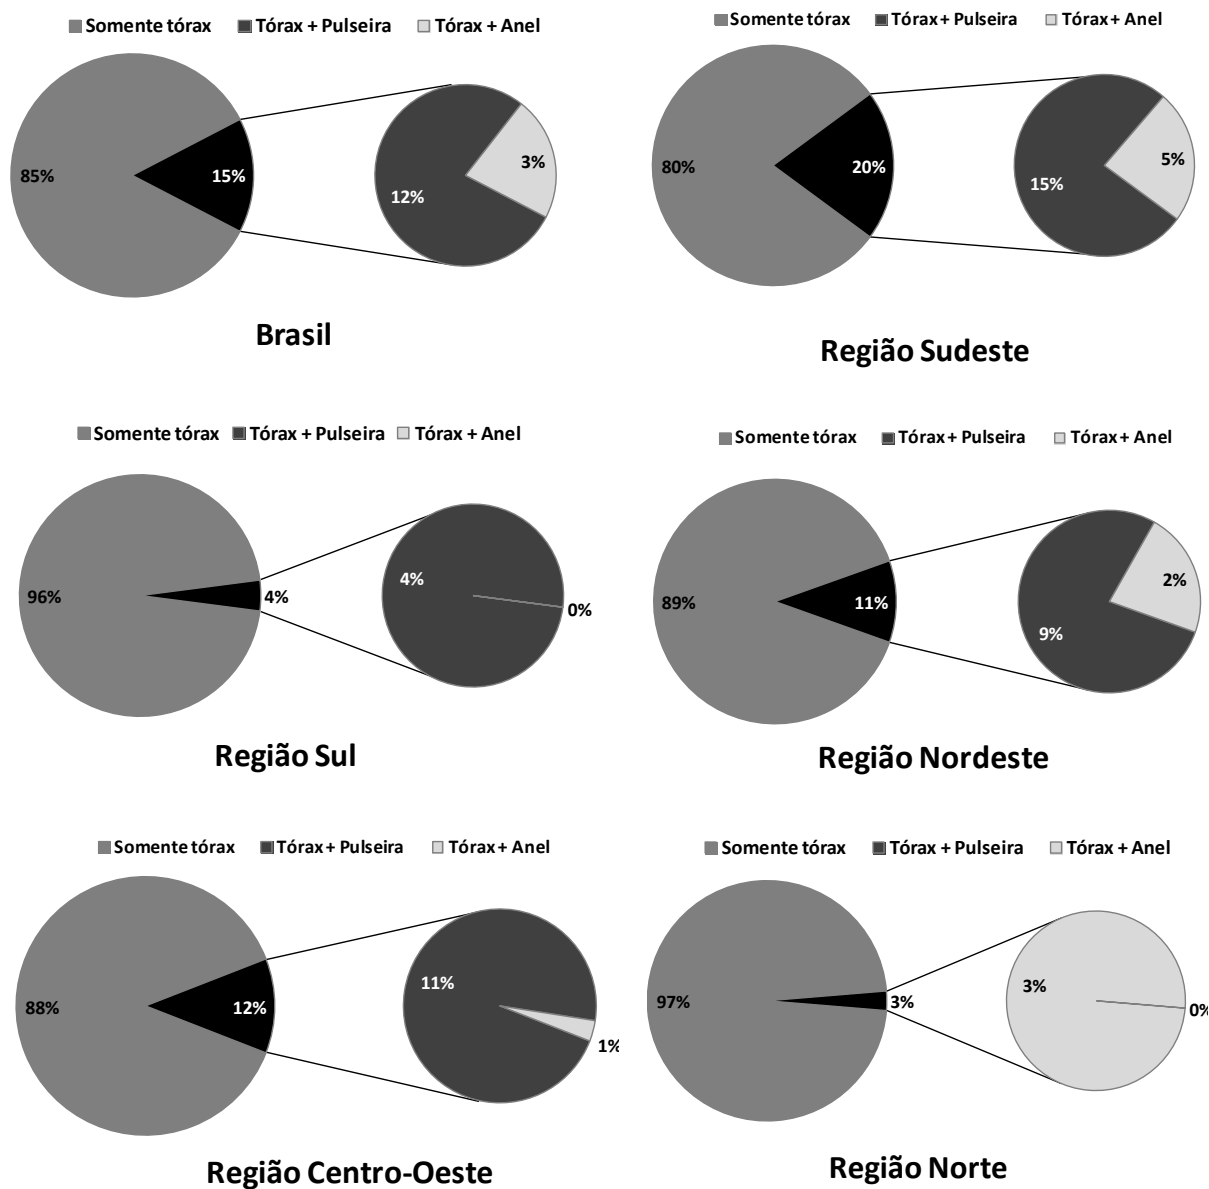 Somente tórax Tórax + Pulseira Tórax + Anel
85%
15%
12%
3%
Brasil
Somente tórax Tórax + Pulseira Tórax + Anel
80%
20%
15%
5%
Região Sudeste
Somente tórax Tórax + Pulseira Tórax + Anel
96%
4%
4%
0%
Região Sul
Somente tórax Tórax + Pulseira Tórax + Anel
89%
11%
9%
2%
Região Nordeste
Somente tórax Tórax + Pulseira Tórax + Anel
88%
12%
11%
1%
Região Centro-Oeste
Somente tórax Tórax + Pulseira Tórax + Anel
97%
3%
3%
0%
Região Norte